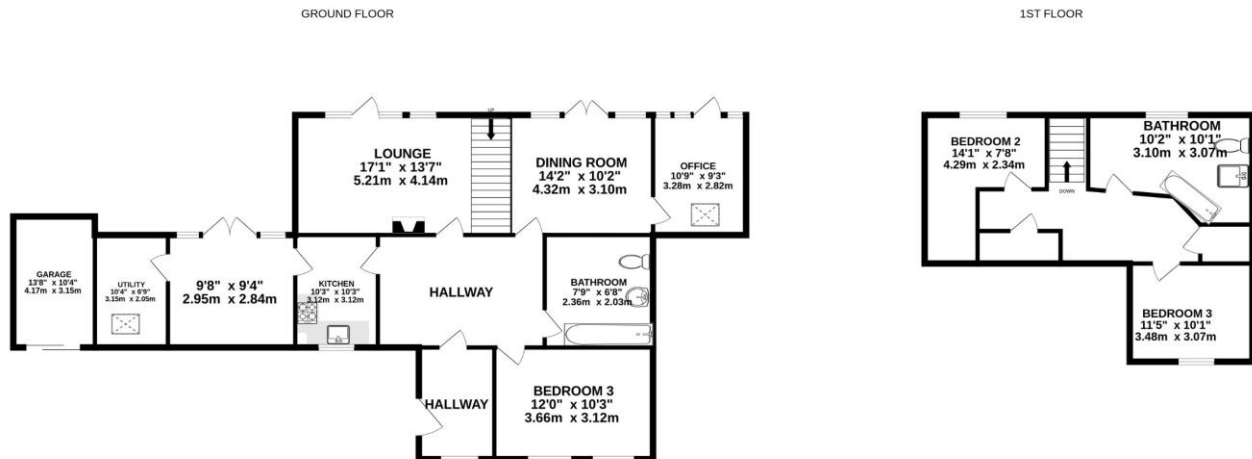 GROUND FLOOR
1ST FLOOR
UP
LOUNGE
17'1" x 13'7
5.21m x 4.14m
DINING ROOM
14'2" x 10'2"
4.32m x 3.10m
OFFICE
10'9" x 9'3"
3.28m x 2.82m
GARAGE
13'8" x 10'4"
4.17m x 3.15m
UTILITY
10'4" x 6'9"
3.15m x 2.05m
9'8" x 9'4"
2.95m x 2.84m
KITCHEN
10'3" x 10'3"
3.12m x 3.12m
HALLWAY
BATHROOM
7'9" x 6'8"
2.36m x 2.03m
HALLWAY
BEDROOM 3
12'0" x 10'3"
3.66m x 3.12m
BEDROOM 2
14'1" x 7'8"
4.29m x 2.34m
DOWN
BATHROOM
10'2" x 10'1"
3.10m x 3.07m
BEDROOM 3
11'5" x 10'1"
3.48m x 3.07m